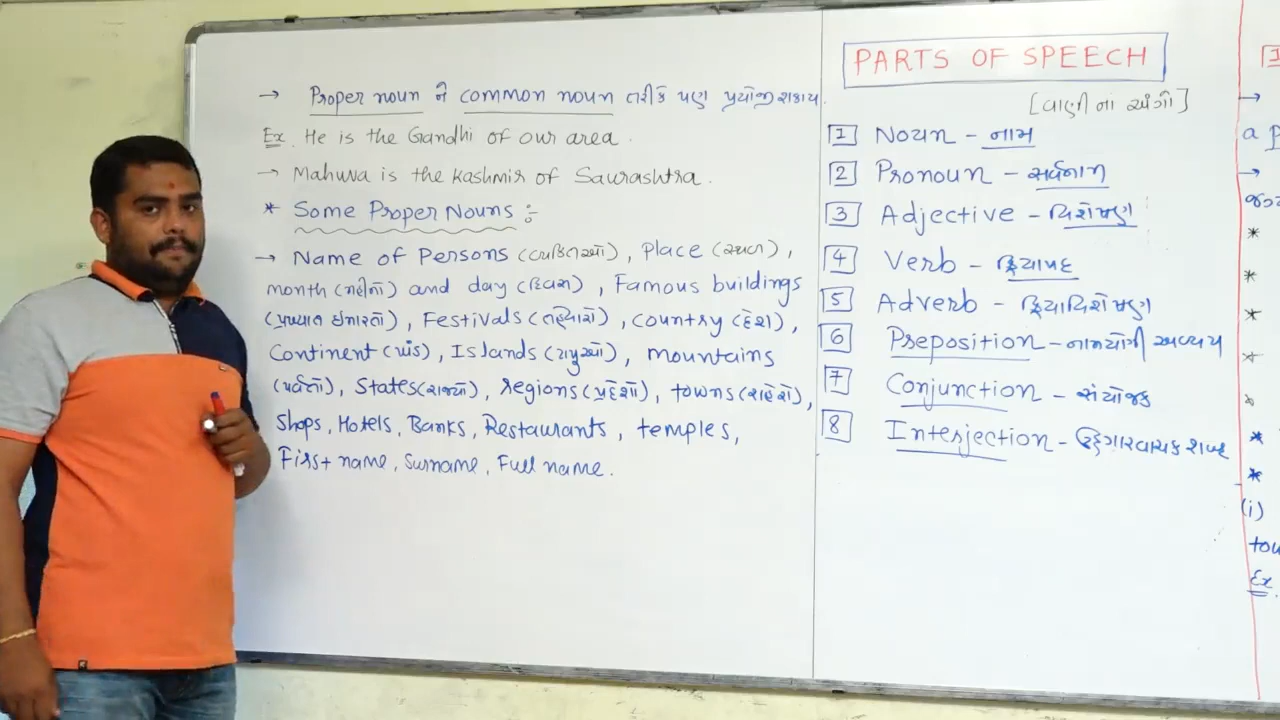 → Proper noun ને common noun તરીકે પણ પ્રયોજી શકાય.
Ex. He is the Gandhi of our area.
→ Mahuva is the Kashmir of Saurashtra.
* Some Proper Nouns :-
→ Name of Persons (વ્યક્તિઓ), Place (સ્થળ),
month (મહીના) and day (દિવસ), Famous buildings
(પ્રખ્યાત ઇમારતો), Festivals (તહેવારો), country (દેશ),
Continent (ખંડ), Islands (ટાપુઓ), mountains
(પર્વતો), States (રાજ્યો), regions (પ્રદેશો), towns (શહેરો),
Shops, Hotels, Banks, Restaurants, temples,
First name, Surname, Full name.
PARTS OF SPEECH
[વાણીનાં અંગો]
1 Noun - નામ
2 Pronoun - સર્વનામ
3 Adjective - વિશેષણ
4 Verb - ક્રિયાપદ
5 Adverb - ક્રિયાવિશેષણ
6 Preposition - નામયોગી અવ્યય
7 Conjunction - સંયોજક
8 Interjection - ઉદ્દગારવાચક શબ્દ
→
a
→
*
*
*
*
*
*
*
(i)
Ex.